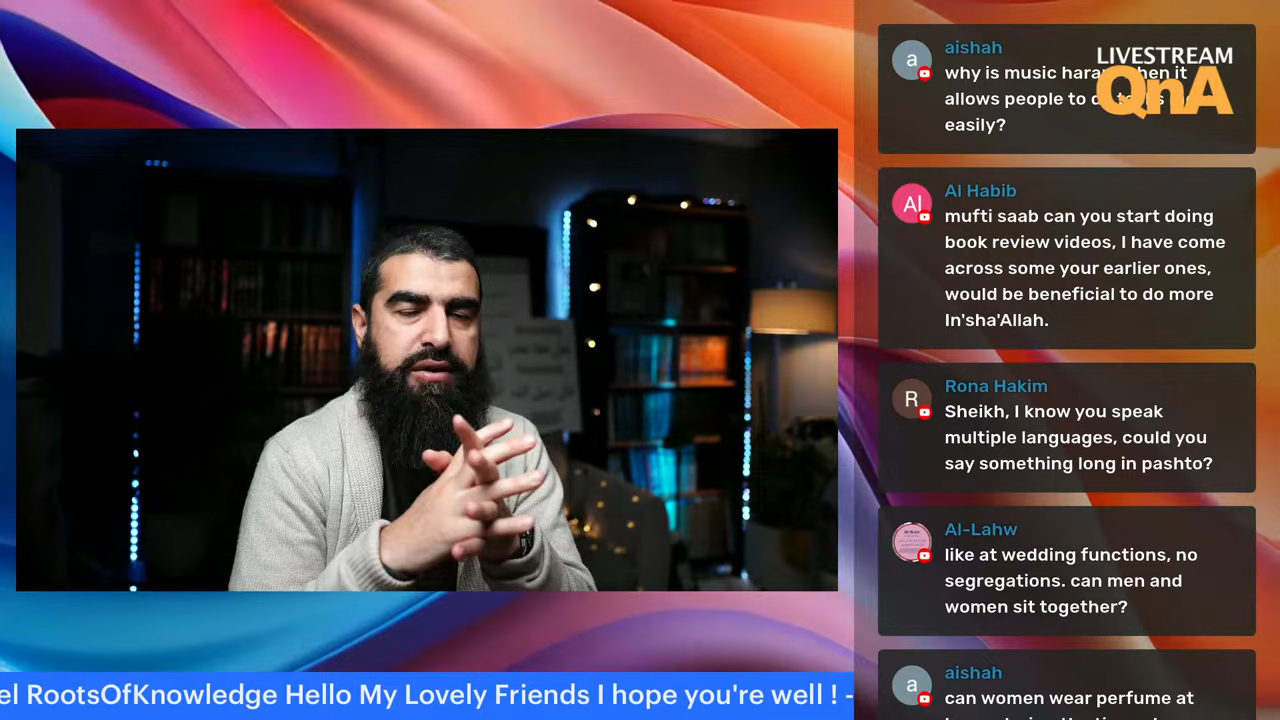 LIVESTREAM
QnA
aishah
a
why is music
it
allows people to
easily?
Al Habib
Al
mufti saab can you start doing
book review videos, I have come
across some your earlier ones,
would be beneficial to do more
In'sha'Allah.
Rona Hakim
R
Sheikh, I know you speak
multiple languages, could you
say something long in pashto?
Al-Lahw
like at wedding functions, no
segregations. can men and
women sit together?
aishah
a
can women wear perfume at
el RootsOfKnowledge Hello My Lovely Friends I hope you're well ! -